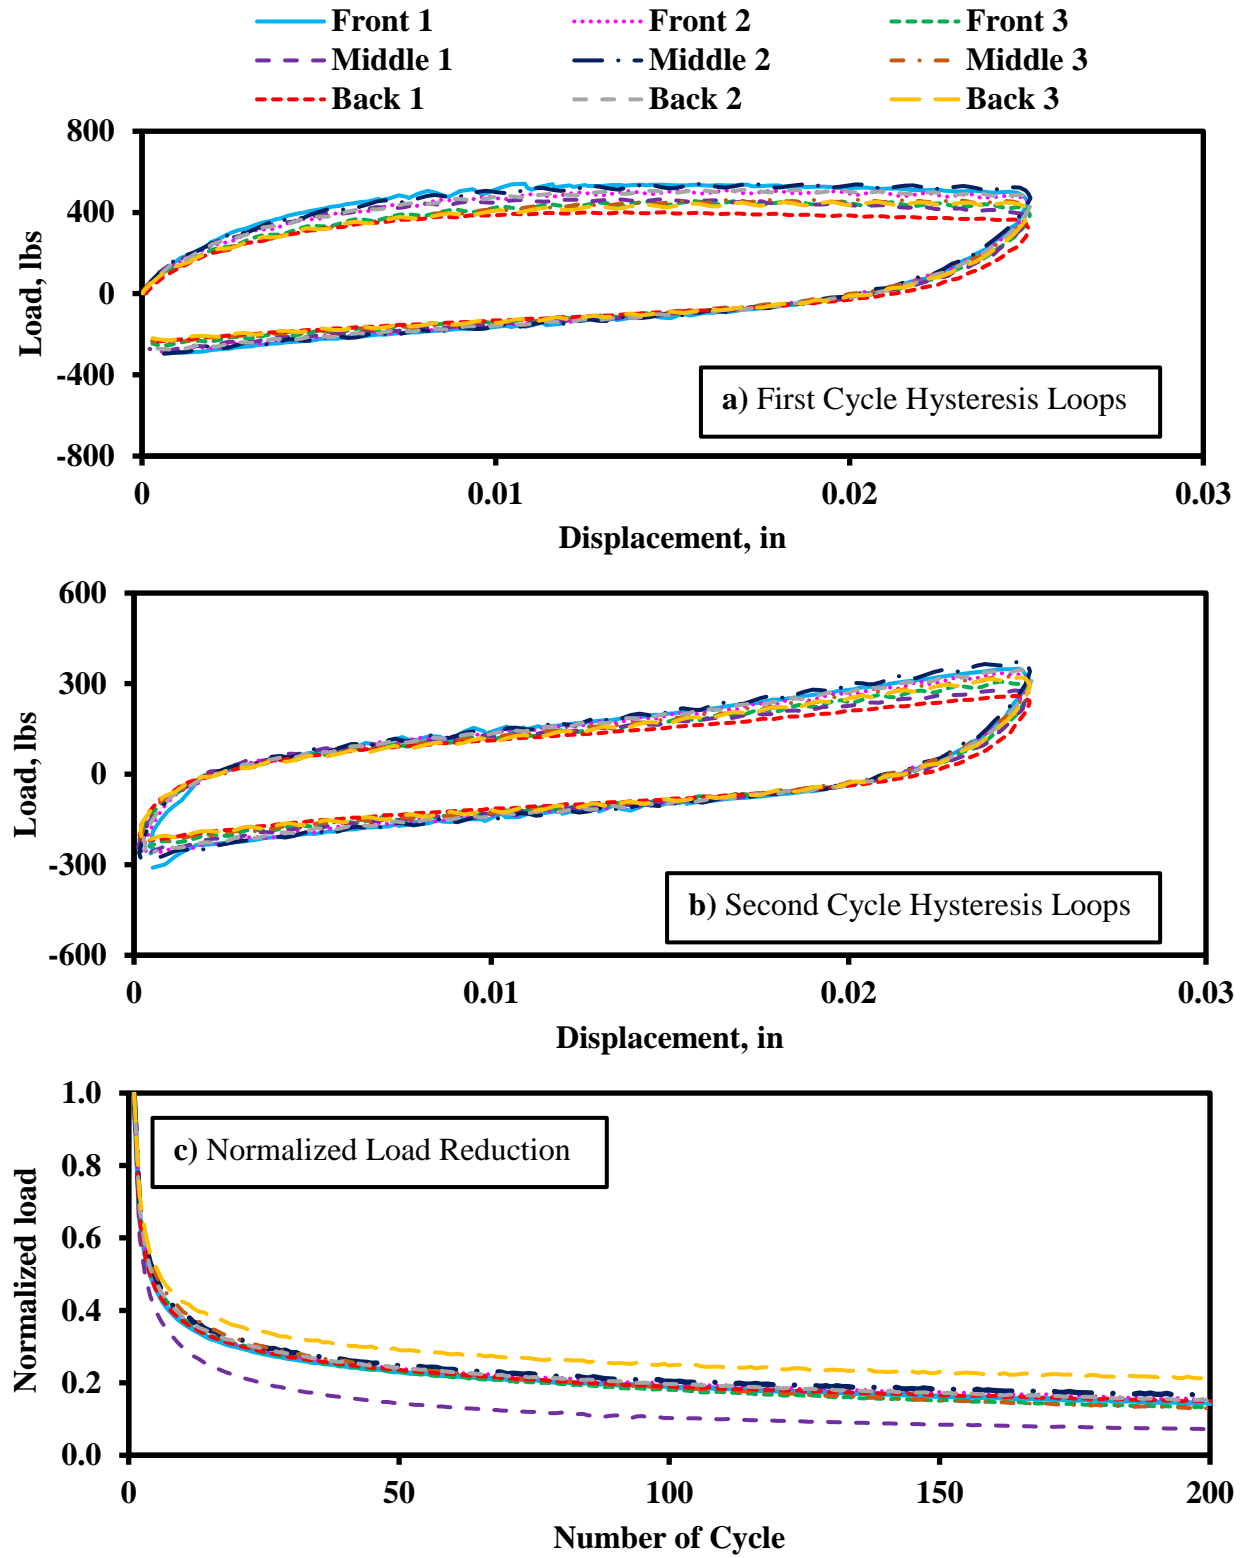 Front 1 Front 2 Front 3
Middle 1 Middle 2 Middle 3
Back 1 Back 2 Back 3
800
400
0
-400
-800
Load, lbs
a) First Cycle Hysteresis Loops
0 0.01 0.02 0.03
Displacement, in
600
300
0
-300
-600
Load, lbs
b) Second Cycle Hysteresis Loops
0 0.01 0.02 0.03
Displacement, in
1.0
0.8
0.6
0.4
0.2
0.0
Normalized load
c) Normalized Load Reduction
0 50 100 150 200
Number of Cycle